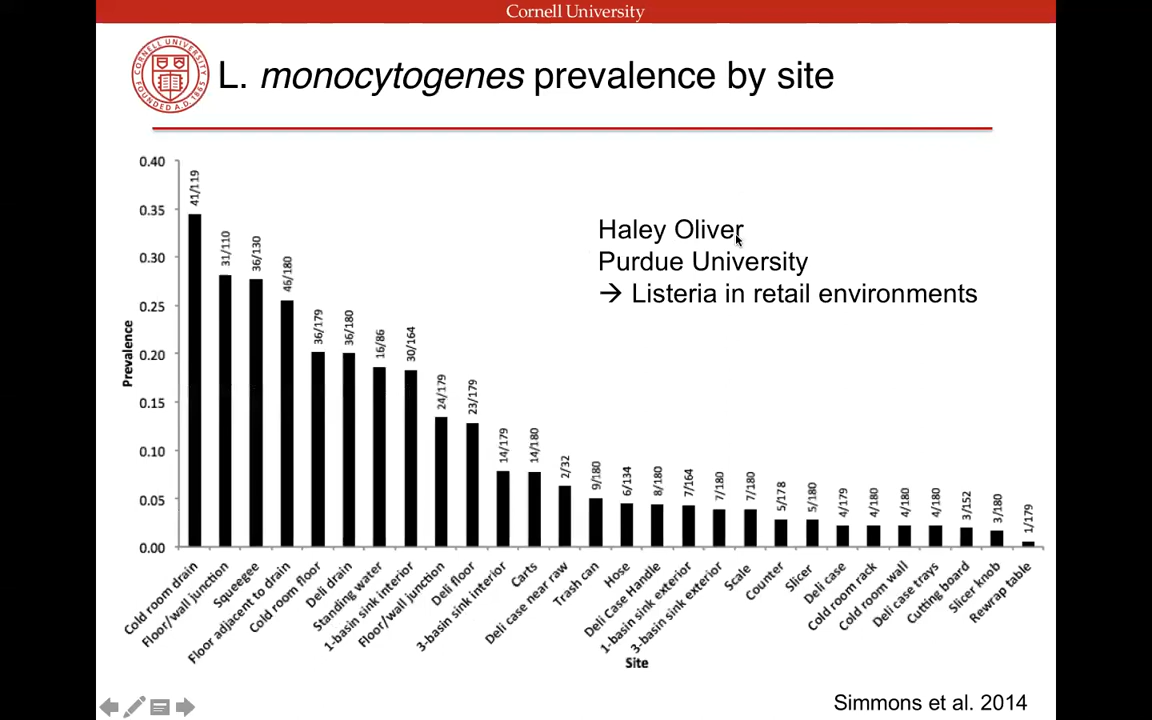 Cornell University
L. monocytogenes prevalence by site
Haley Oliver
Purdue University
→ Listeria in retail environments
Prevalence
0.40
0.35
0.30
0.25
0.20
0.15
0.10
0.05
0.00
41/119
31/110
36/130
46/180
36/179
36/180
16/86
30/164
24/179
23/179
14/179
14/180
2/32
9/180
6/134
8/180
7/164
7/180
7/180
5/178
5/180
4/179
4/180
4/180
4/180
3/152
3/180
1/179
Cold room drain
Floor/wall junction
Squeegee
Floor adjacent to drain
Cold room floor
Deli drain
Standing water
1-basin sink interior
Floor/wall junction
Deli floor
3-basin sink interior
Carts
Deli case near raw
Trash can
Hose
Deli Case Handle
1-basin sink exterior
3-basin sink exterior
Scale
Counter
Slicer
Deli case
Cold room rack
Cold room wall
Deli case trays
Cutting board
Slicer knob
Rewrap table
Site
Simmons et al. 2014